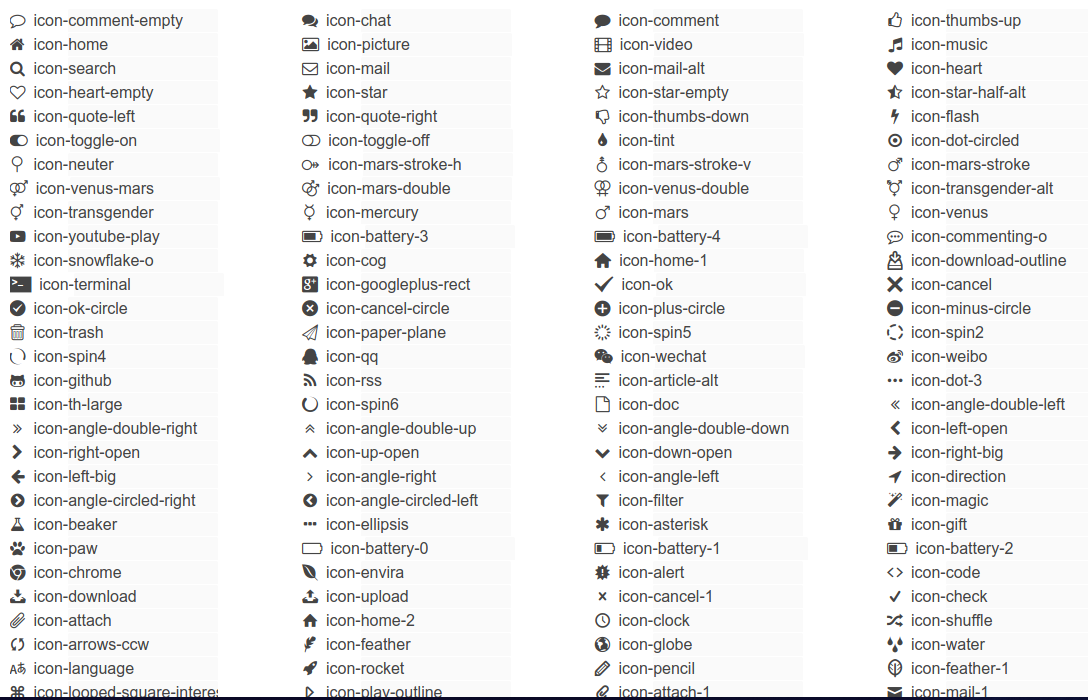 icon-comment-empty icon-chat icon-comment icon-thumbs-up
icon-home icon-picture icon-video icon-music
icon-search icon-mail icon-mail-alt icon-heart
icon-heart-empty icon-star icon-star-empty icon-star-half-alt
icon-quote-left icon-quote-right icon-thumbs-down icon-flash
icon-toggle-on icon-toggle-off icon-tint icon-dot-circled
icon-neuter icon-mars-stroke-h icon-mars-stroke-v icon-mars-stroke
icon-venus-mars icon-mars-double icon-venus-double icon-transgender-alt
icon-transgender icon-mercury icon-mars icon-venus
icon-youtube-play icon-battery-3 icon-battery-4 icon-commenting-o
icon-snowflake-o icon-cog icon-home-1 icon-download-outline
icon-terminal icon-googleplus-rect icon-ok icon-cancel
icon-ok-circle icon-cancel-circle icon-plus-circle icon-minus-circle
icon-trash icon-paper-plane icon-spin5 icon-spin2
icon-spin4 icon-qq icon-wechat icon-weibo
icon-github icon-rss icon-article-alt icon-dot-3
icon-th-large icon-spin6 icon-doc icon-angle-double-left
icon-angle-double-right icon-angle-double-up icon-angle-double-down icon-left-open
icon-right-open icon-up-open icon-down-open icon-right-big
icon-left-big icon-angle-right icon-angle-left icon-direction
icon-angle-circled-right icon-angle-circled-left icon-filter icon-magic
icon-beaker icon-ellipsis icon-asterisk icon-gift
icon-paw icon-battery-0 icon-battery-1 icon-battery-2
icon-chrome icon-envira icon-alert icon-code
icon-download icon-upload icon-cancel-1 icon-check
icon-attach icon-home-2 icon-clock icon-shuffle
icon-arrows-ccw icon-feather icon-globe icon-water
icon-language icon-rocket icon-pencil icon-feather-1
icon-looped-square-interes icon-play-outline icon-attach-1 icon-mail-1